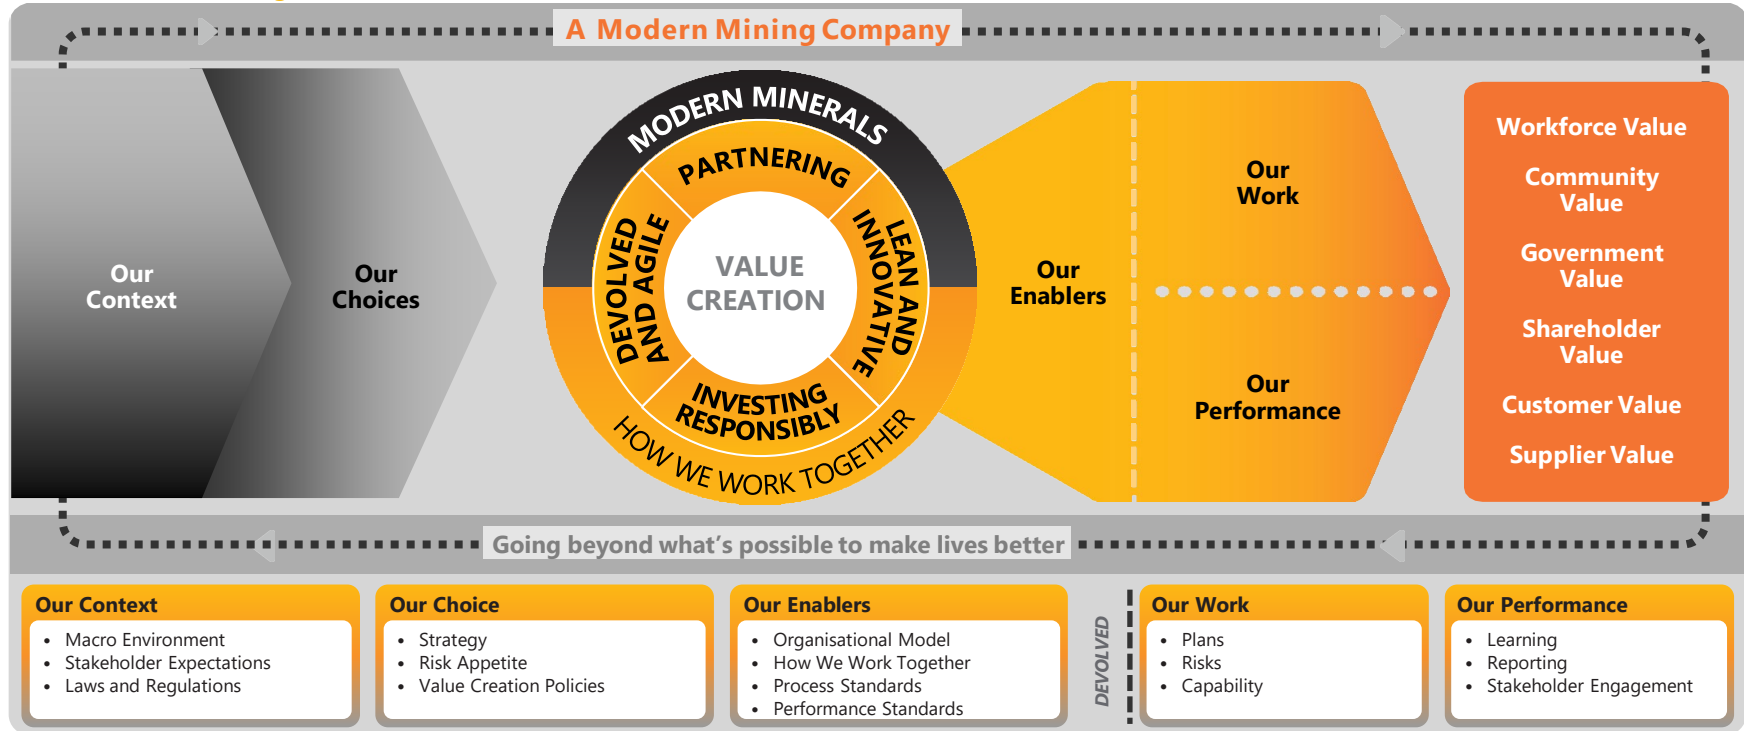 A Modern Mining Company
Our
Context
Our
Choices
MODERN MINERALS
PARTNERING
DEVOLVED
AND AGILE
LEAN AND
INNOVATIVE
VALUE
CREATION
INVESTING
RESPONSIBLY
HOW WE WORK TOGETHER
Our
Enablers
Our
Work
Our
Performance
Workforce Value
Community
Value
Government
Value
Shareholder
Value
Customer Value
Supplier Value
Going beyond what's possible to make lives better
Our Context
• Macro Environment
• Stakeholder Expectations
• Laws and Regulations
Our Choice
• Strategy
• Risk Appetite
• Value Creation Policies
Our Enablers
• Organisational Model
• How We Work Together
• Process Standards
• Performance Standards
DEVOLVED
Our Work
• Plans
• Risks
• Capability
Our Performance
• Learning
• Reporting
• Stakeholder Engagement